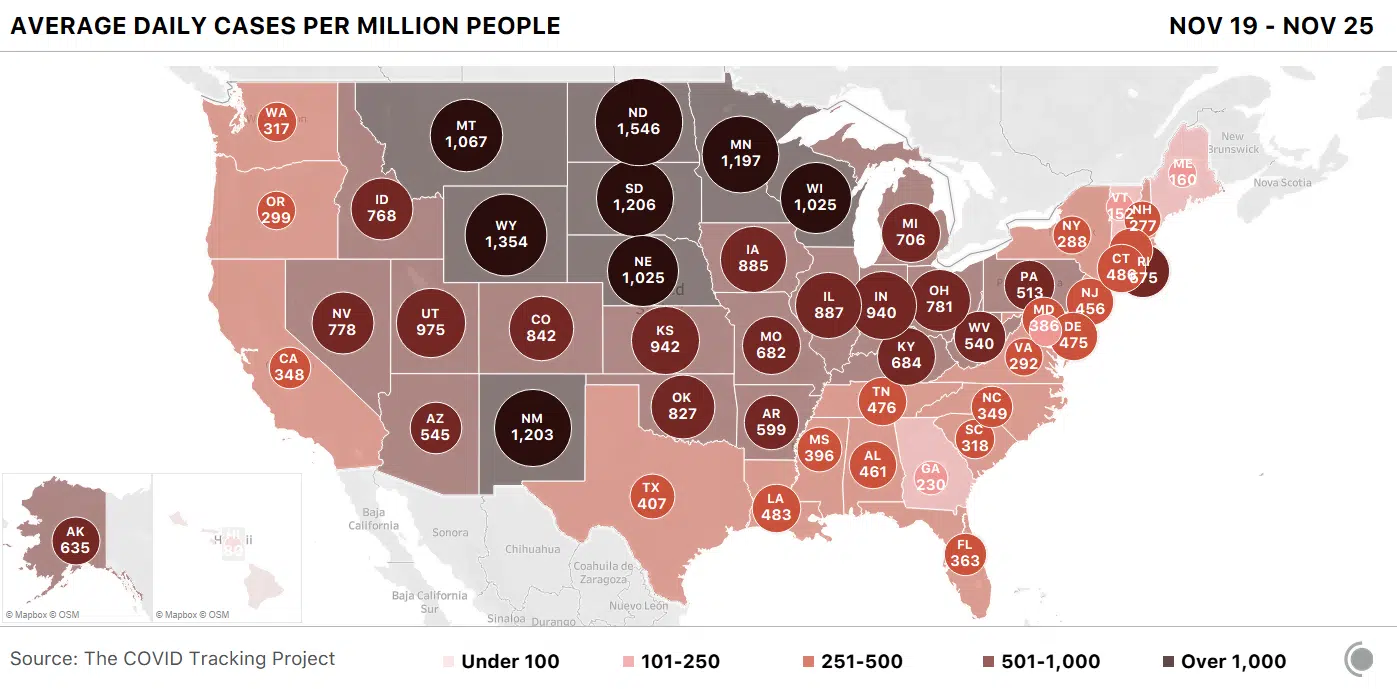 AVERAGE DAILY CASES PER MILLION PEOPLE
NOV 19 - NOV 25
WA
317
MT
1,067
ND
1,546
MN
1,197
OR
299
ID
768
WY
1,354
SD
1,206
WI
1,025
MI
706
NE
1,025
IA
885
NV
778
UT
975
CO
842
KS
942
MO
682
IL
887
IN
940
OH
781
PA
513
NY
288
VT
152
NH
277
ME
160
CT
486
RI
675
NJ
456
MD
386
DE
475
WV
540
VA
292
KY
684
CA
348
AZ
545
NM
1,203
OK
827
AR
599
TN
476
NC
349
SC
318
MS
396
AL
461
GA
230
TX
407
LA
483
FL
363
AK
635
HI
New
Brunswick
Nova Scotia
Baja
California
Sonora
Chihuahua
Coahuila de
Zaragoza
Baja California
Sur
Nuevo León
Sinaloa
Durango
© Mapbox © OSM
© Mapbox © OSM
Source: The COVID Tracking Project
Under 100
101-250
251-500
501-1,000
Over 1,000